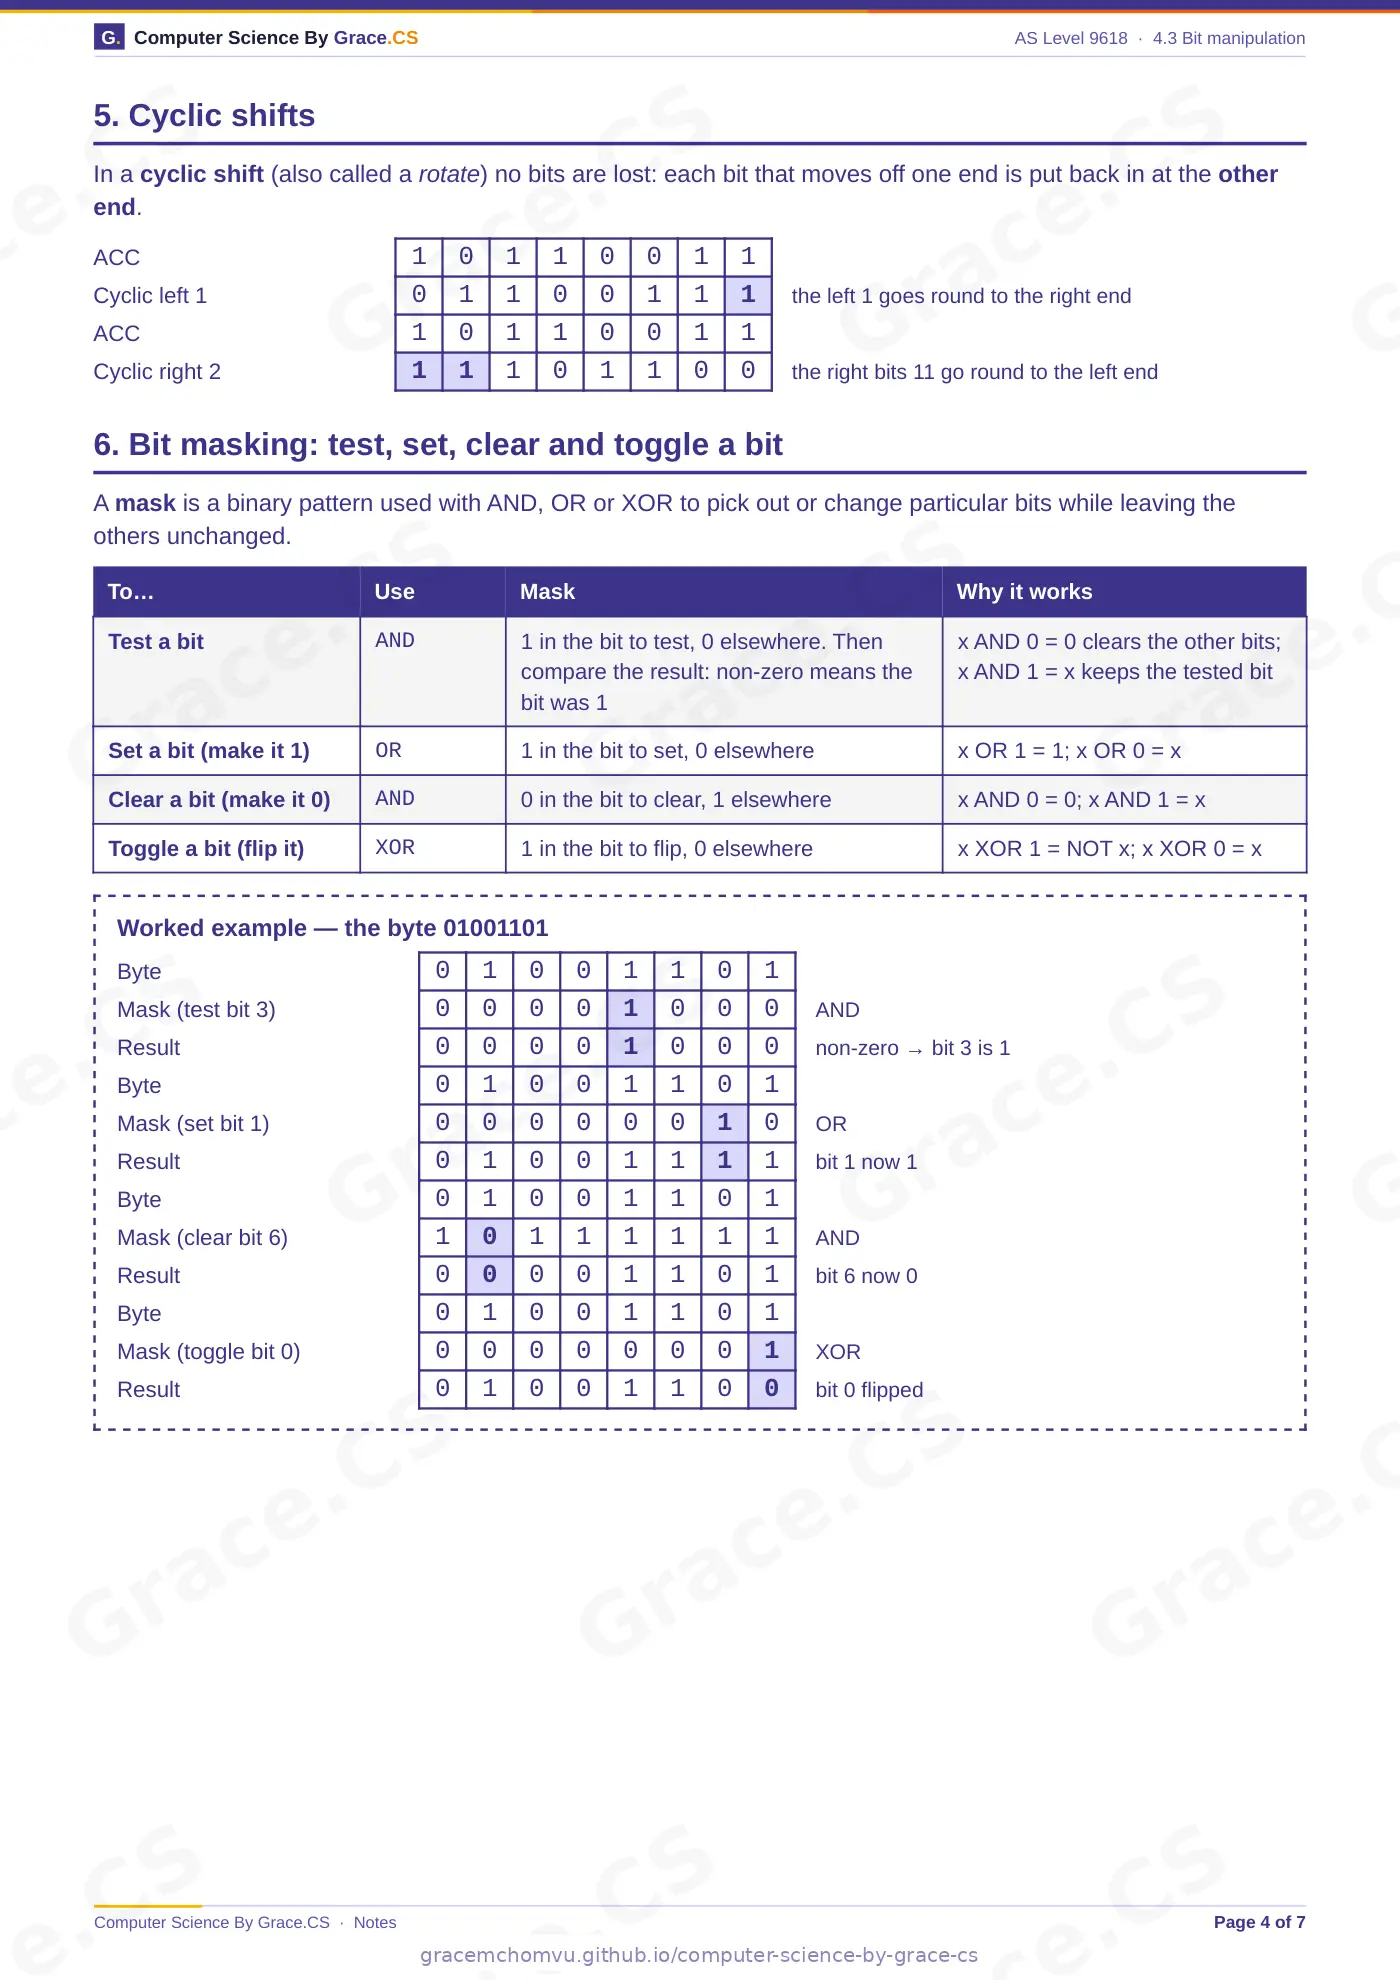 G. Computer Science By Grace.CS
AS Level 9618 · 4.3 Bit manipulation
5. Cyclic shifts
In a cyclic shift (also called a rotate) no bits are lost: each bit that moves off one end is put back in at the other
end.
ACC 1 0 1 1 0 0 1 1
Cyclic left 1 0 1 1 0 0 1 1 1 the left 1 goes round to the right end
ACC 1 0 1 1 0 0 1 1
Cyclic right 2 1 1 1 0 1 1 0 0 the right bits 11 go round to the left end
6. Bit masking: test, set, clear and toggle a bit
A mask is a binary pattern used with AND, OR or XOR to pick out or change particular bits while leaving the
others unchanged.
To… Use Mask Why it works
Test a bit AND 1 in the bit to test, 0 elsewhere. Then x AND 0 = 0 clears the other bits;
compare the result: non-zero means the x AND 1 = x keeps the tested bit
bit was 1
Set a bit (make it 1) OR 1 in the bit to set, 0 elsewhere x OR 1 = 1; x OR 0 = x
Clear a bit (make it 0) AND 0 in the bit to clear, 1 elsewhere x AND 0 = 0; x AND 1 = x
Toggle a bit (flip it) XOR 1 in the bit to flip, 0 elsewhere x XOR 1 = NOT x; x XOR 0 = x
Worked example — the byte 01001101
Byte 0 1 0 0 1 1 0 1
Mask (test bit 3) 0 0 0 0 1 0 0 0 AND
Result 0 0 0 0 1 0 0 0 non-zero → bit 3 is 1
Byte 0 1 0 0 1 1 0 1
Mask (set bit 1) 0 0 0 0 0 0 1 0 OR
Result 0 1 0 0 1 1 1 1 bit 1 now 1
Byte 0 1 0 0 1 1 0 1
Mask (clear bit 6) 1 0 1 1 1 1 1 1 AND
Result 0 0 0 0 1 1 0 1 bit 6 now 0
Byte 0 1 0 0 1 1 0 1
Mask (toggle bit 0) 0 0 0 0 0 0 0 1 XOR
Result 0 1 0 0 1 1 0 0 bit 0 flipped
Computer Science By Grace.CS · Notes
Page 4 of 7
gracemchomvu.github.io/computer-science-by-grace-cs